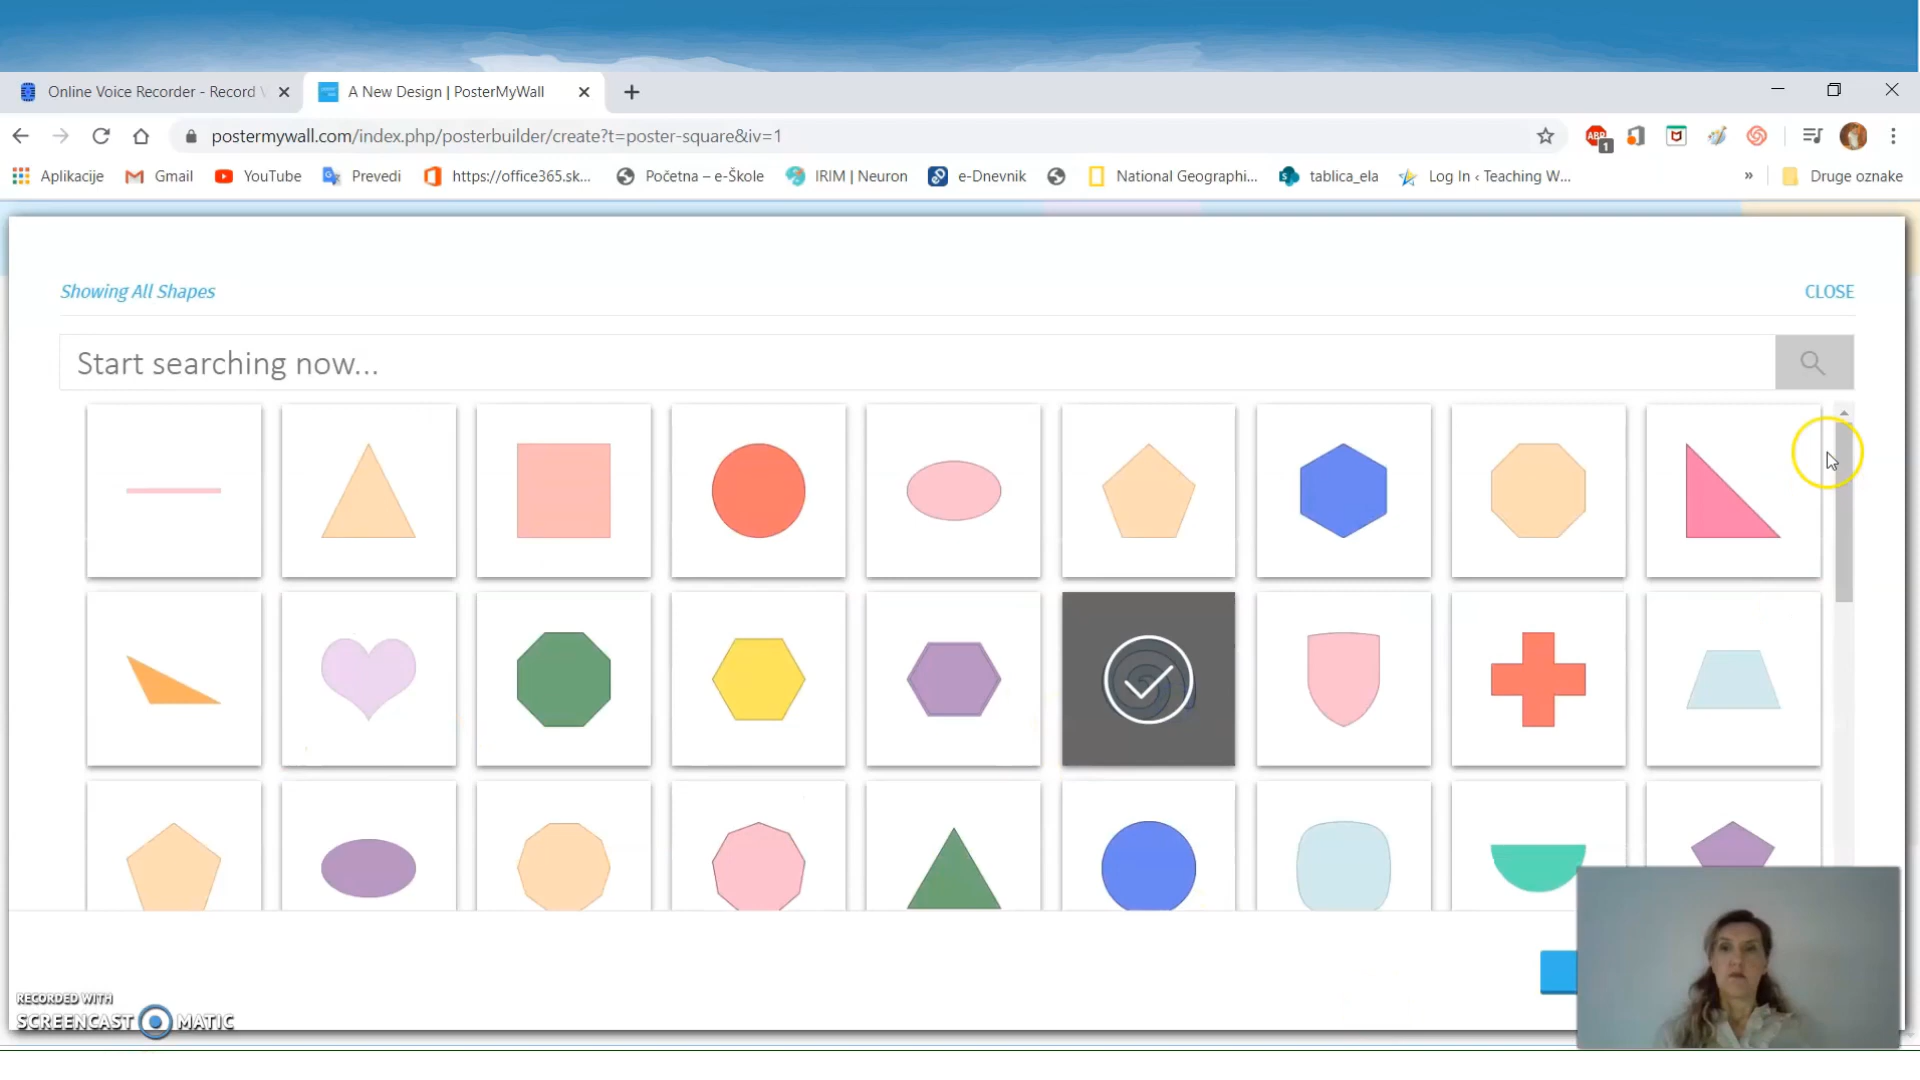 Online Voice Recorder - Record
A New Design | PosterMyWall
postermywall.com/index.php/posterbuilder/create?t=poster-square&iv=1
ABP
1
Aplikacije
Gmail
YouTube
Prevedi
https://office365.sk...
Početna – e-Škole
IRIM | Neuron
e-Dnevnik
National Geographi...
tablica_ela
Log In ‹ Teaching W...
»
Druge oznake
Showing All Shapes
CLOSE
Start searching now...
RECORDED WITH
SCREENCAST MATIC